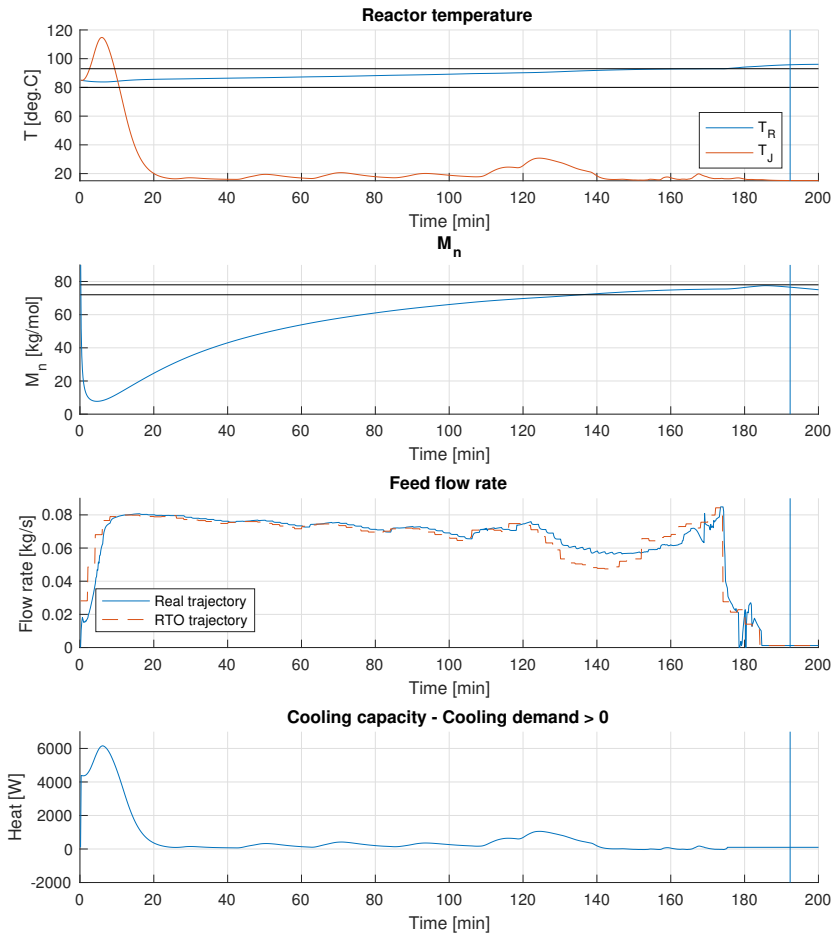 Reactor temperature
120
100
80
60
40
20
T [deg.C]
T_R
T_J
0 20 40 60 80 100 120 140 160 180 200
Time [min]
M_n
80
60
40
20
0
M_n [kg/mol]
0 20 40 60 80 100 120 140 160 180 200
Time [min]
Feed flow rate
0.08
0.06
0.04
0.02
0
Flow rate [kg/s]
Real trajectory
RTO trajectory
0 20 40 60 80 100 120 140 160 180 200
Time [min]
Cooling capacity - Cooling demand > 0
6000
4000
2000
0
-2000
Heat [W]
0 20 40 60 80 100 120 140 160 180 200
Time [min]